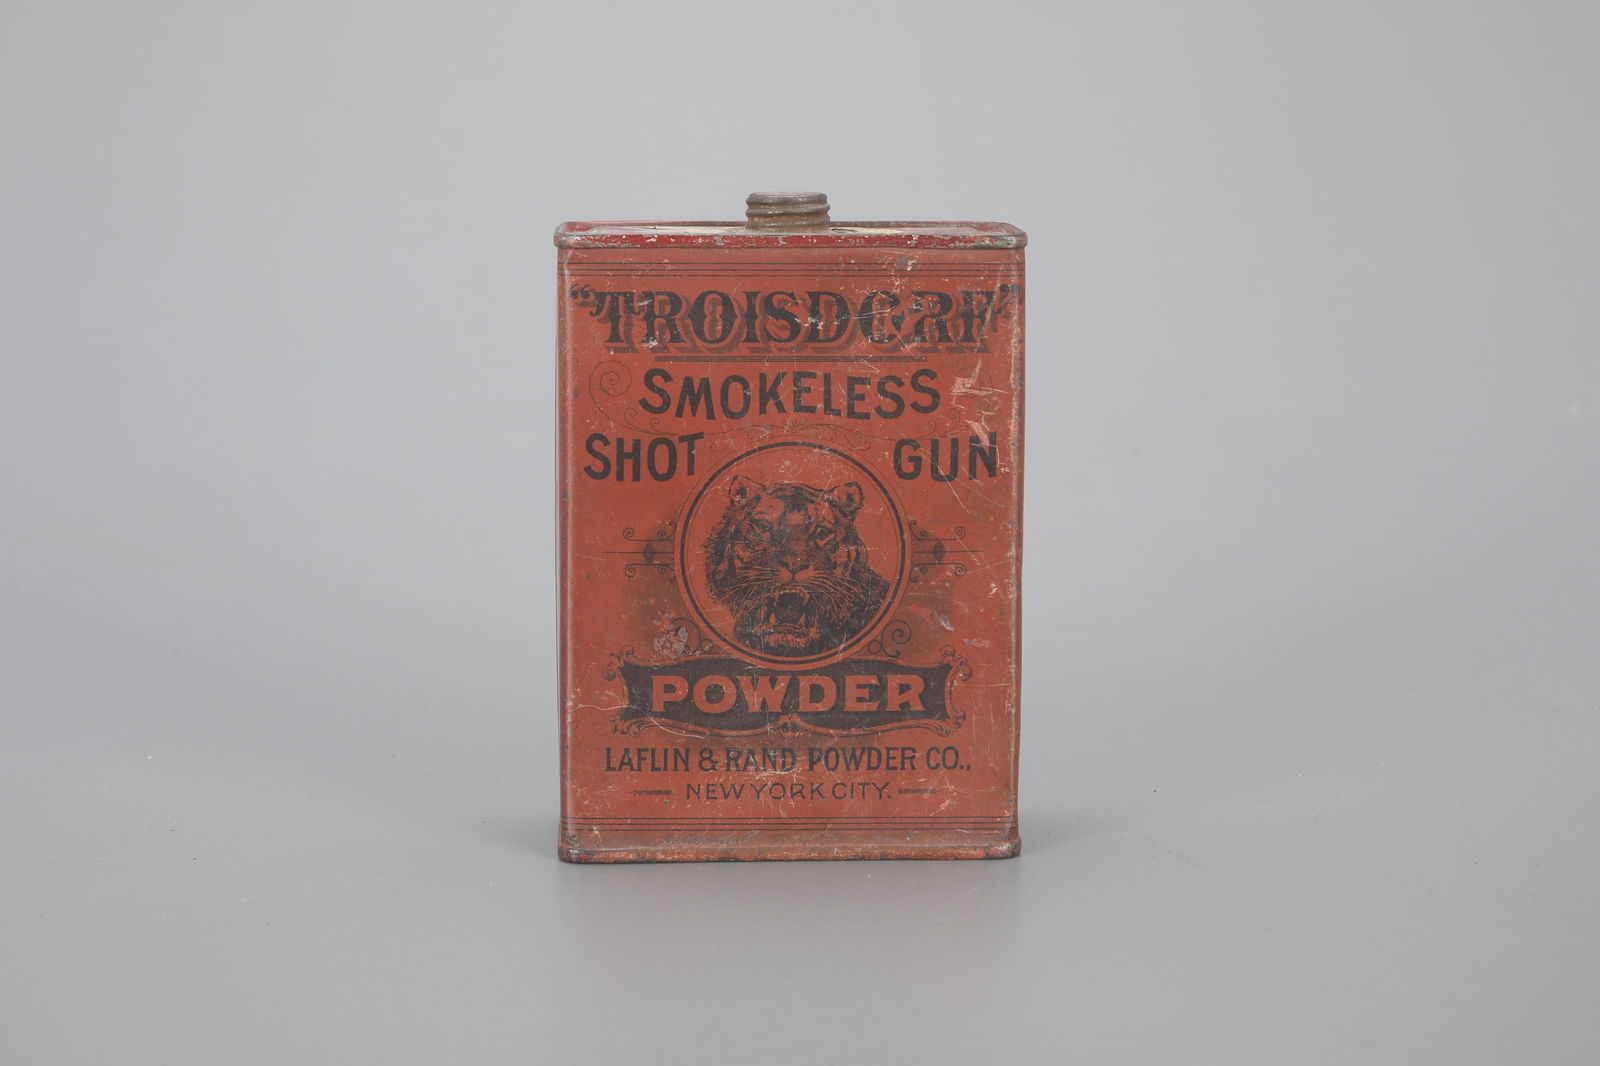 "TROISDORF"
SMOKELESS
SHOT GUN
POWDER
LAFLIN & RAND POWDER CO.,
NEW YORK CITY.